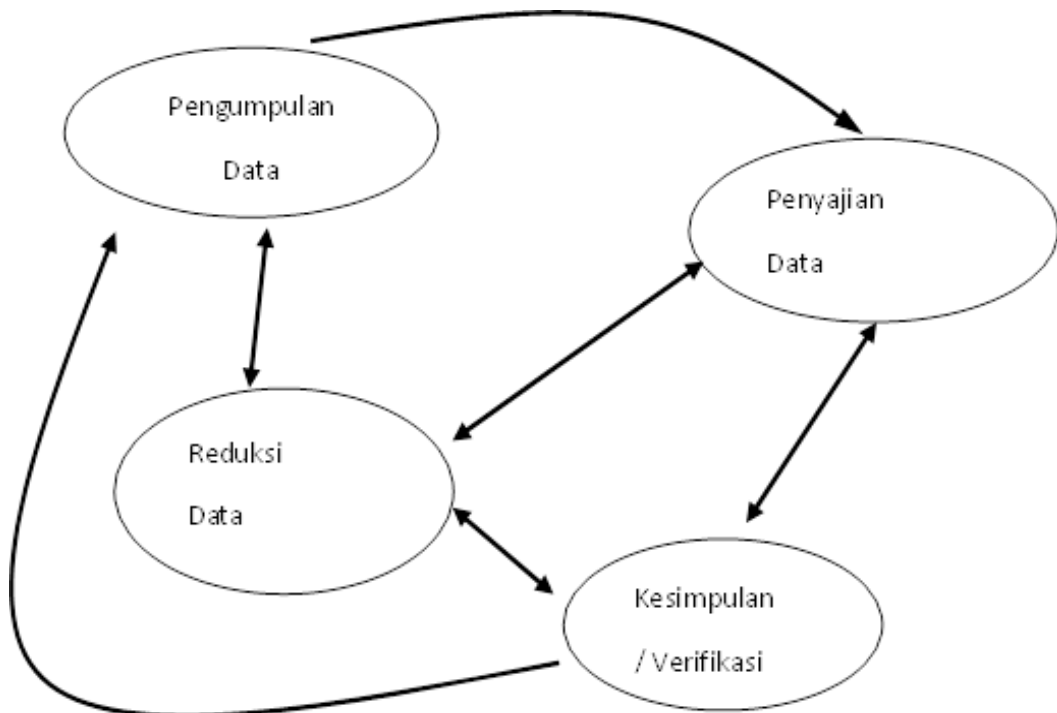 Pengumpulan
Data
Penyajian
Data
Reduksi
Data
Kesimpulan
/ Verifikasi